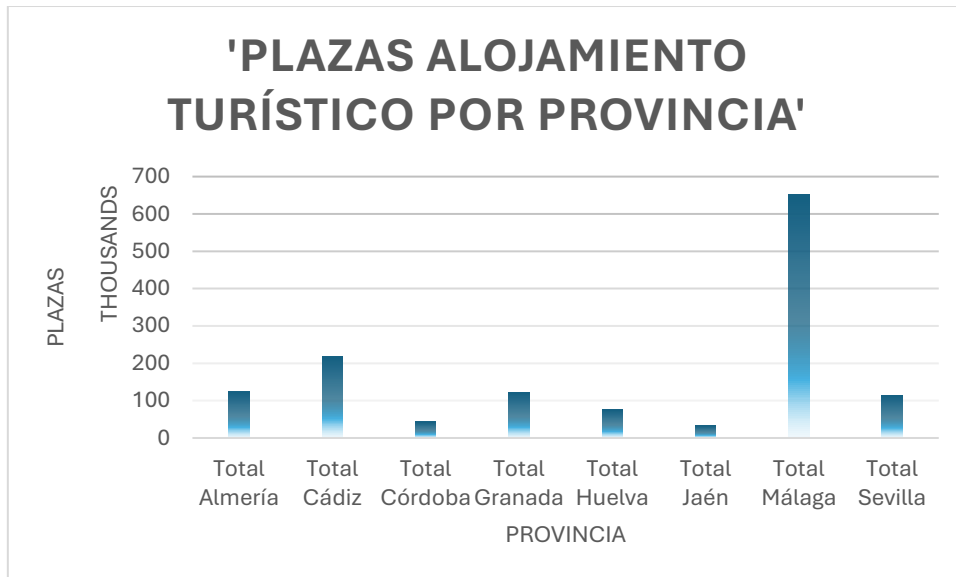 'PLAZAS ALOJAMIENTO
TURÍSTICO POR PROVINCIA'
PLAZAS
THOUSANDS
700
600
500
400
300
200
100
0
Total Almería
Total Cádiz
Total Córdoba
Total Granada
Total Huelva
Total Jaén
Total Málaga
Total Sevilla
PROVINCIA